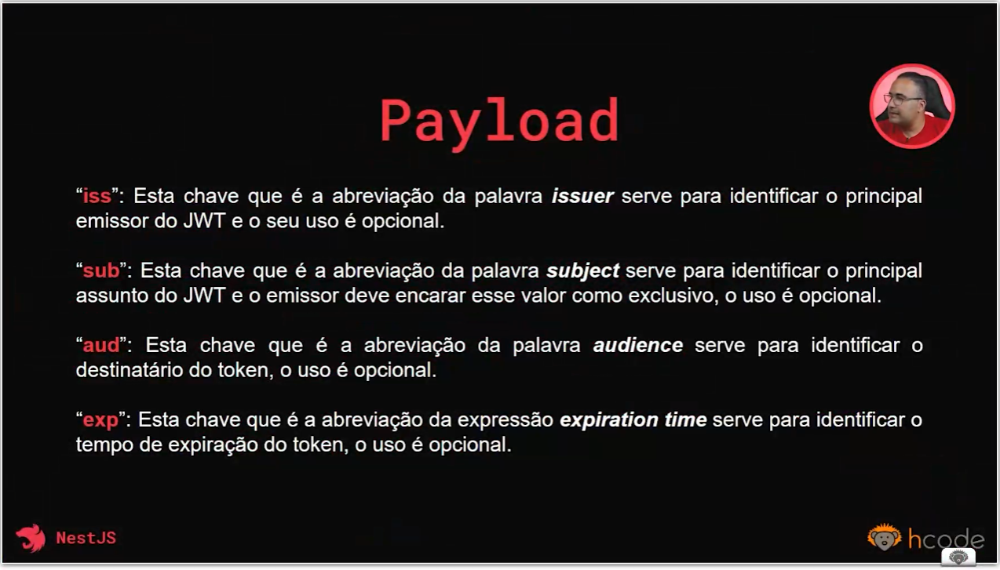 Payload
“iss”: Esta chave que é a abreviação da palavra issuer serve para identificar o principal
emissor do JWT e o seu uso é opcional.
“sub”: Esta chave que é a abreviação da palavra subject serve para identificar o principal
assunto do JWT e o emissor deve encarar esse valor como exclusivo, o uso é opcional.
“aud”: Esta chave que é a abreviação da palavra audience serve para identificar o
destinatário do token, o uso é opcional.
“exp”: Esta chave que é a abreviação da expressão expiration time serve para identificar o
tempo de expiração do token, o uso é opcional.
NestJS
hcode